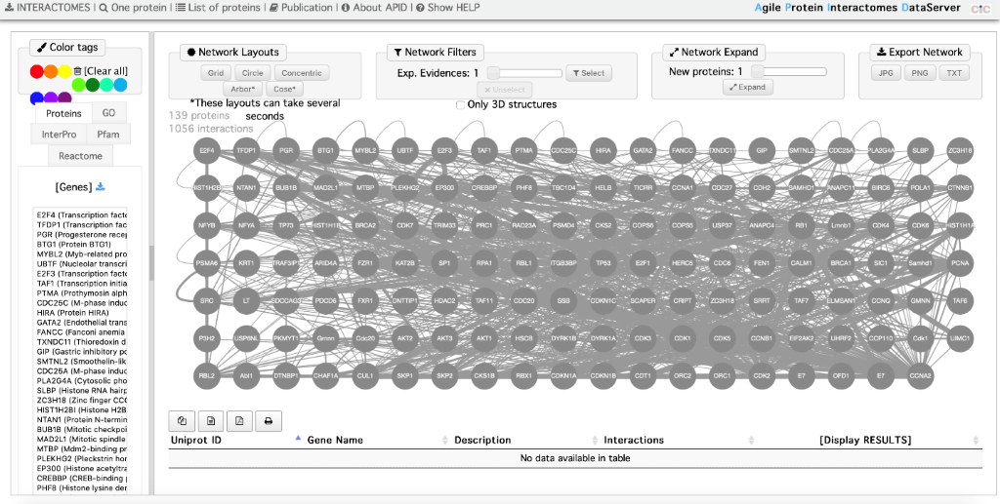 INTERACTOMES | One protein | List of proteins | Publication | About APID | Show HELP
Agile Protein Interactomes DataServer
cic
Color tags
[Clear all]
Proteins GO
InterPro Pfam
Reactome
[Genes]
E2F4 (Transcription factc
TFDP1 (Transcription fac
PGR (Progesterone recep
BTG1 (Protein BTG1)
MYBL2 (Myb-related pro
UBTF (Nucleolar transcri
E2F3 (Transcription factc
TAF1 (Transcription initia
PTMA (Prothymosin alph
CDC25C (M-phase induc
HIRA (Protein HIRA)
GATA2 (Endothelial trans
FANCC (Fanconi anemia
TXNDC11 (Thioredoxin d
GIP (Gastric inhibitory pc
SMTNL2 (Smoothelin-lik
CDC25A (M-phase induc
PLA2G4A (Cytosolic pho
SLBP (Histone RNA hairp
ZC3H18 (Zinc finger CCC
HIST1H2BI (Histone H2B
NTAN1 (Protein N-termin
BUB1B (Mitotic checkpoi
MAD2L1 (Mitotic spindle
MTBP (Mdm2-binding pr
PLEKHG2 (Pleckstrin hor
EP300 (Histone acetyltra
CREBBP (CREB-binding p
PHF8 (Histone lysine der
Network Layouts
Grid Circle Concentric
Arbor* Cose*
*These layouts can take several
seconds
Network Filters
Exp. Evidences: 1 Select
Unselect
Only 3D structures
Network Expand
New proteins: 1
Expand
Export Network
JPG PNG TXT
139 proteins
1056 interactions
E2F4 TFDP1 PGR BTG1 MYBL2 UBTF E2F3 TAF1 PTMA CDC25C HIRA GATA2 FANCC TXNDC11 GIP SMTNL2 CDC25A PLA2G4A SLBP ZC3H18
HIST1H2B NTAN1 BUB1B MAD2L1 MTBP PLEKHG2 EP300 CREBBP PHF8 TBC1D4 HELB TICRR CCNA1 CDC27 CDH2 SAMHD1 ANAPC11 BIRC6 POLA1 CTNNB1
NFYB NFYA TP73 HIST1H1B BRCA2 CDK7 TRIM33 PRC1 RAD23A PSMD4 CKS2 COPS6 COPS5 USP37 ANAPC4 RB1 Lmnb1 CDK4 CDK6 HIST1H1A
PSMA6 KRT1 TRAF3IP1 ARID4A FZR1 KAT2B SP1 RPA1 RBL1 ITGB3BP TP53 E2F1 HERC5 CDC6 FEN1 CALM1 BRCA1 SIC1 Samhd1 PCNA
SRC LT SDCCAG3 PDCD6 FXR1 DNTTIP1 HDAC2 TAF11 CDC20 SSB CDKN1C SCAPER CRIPT ZC3H18 SRRT TAF7 ELMSAN1 CCNQ GMNN TAF6
P3H2 USP6NL PKMYT1 Gmnn Cdc20 AKT2 AKT3 AKT1 HSCB DYRK1B DYRK1A CDK3 CDK1 CDK5 CCNB1 EIF2AK2 UHRF2 CCP110 Cdk1 UIMC1
RBL2 Abl1 DTNBP1 CHAF1A CUL1 SKP1 SKP2 CKS1B RBX1 CDKN1A CDKN1B CDT1 ORC2 ORC1 CDK2 E7 OFD1 E7 CCNA2
Uniprot ID Gene Name Description Interactions [Display RESULTS]
No data available in table